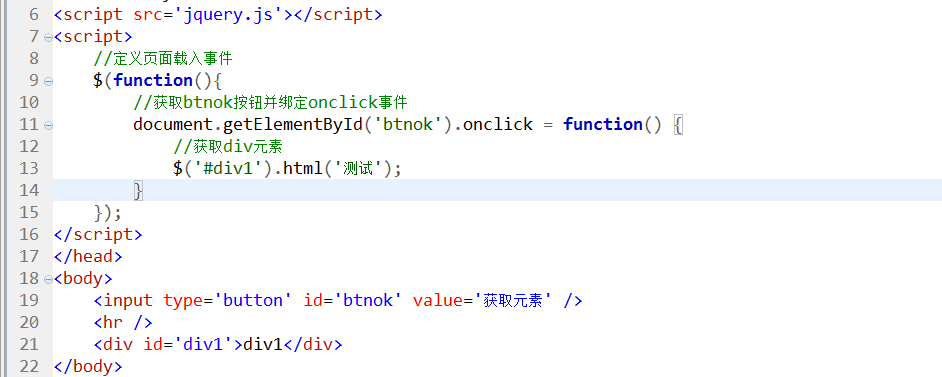 6 <script src='jquery.js'></script>
7 <script>
8     //定义页面载入事件
9     $(function(){
10         //获取btnok按钮并绑定onclick事件
11         document.getElementById('btnok').onclick = function() {
12             //获取div元素
13             $('#div1').html('测试');
14         }
15     });
16 </script>
17 </head>
18 <body>
19     <input type='button' id='btnok' value='获取元素' />
20     <hr />
21     <div id='div1'>div1</div>
22 </body>